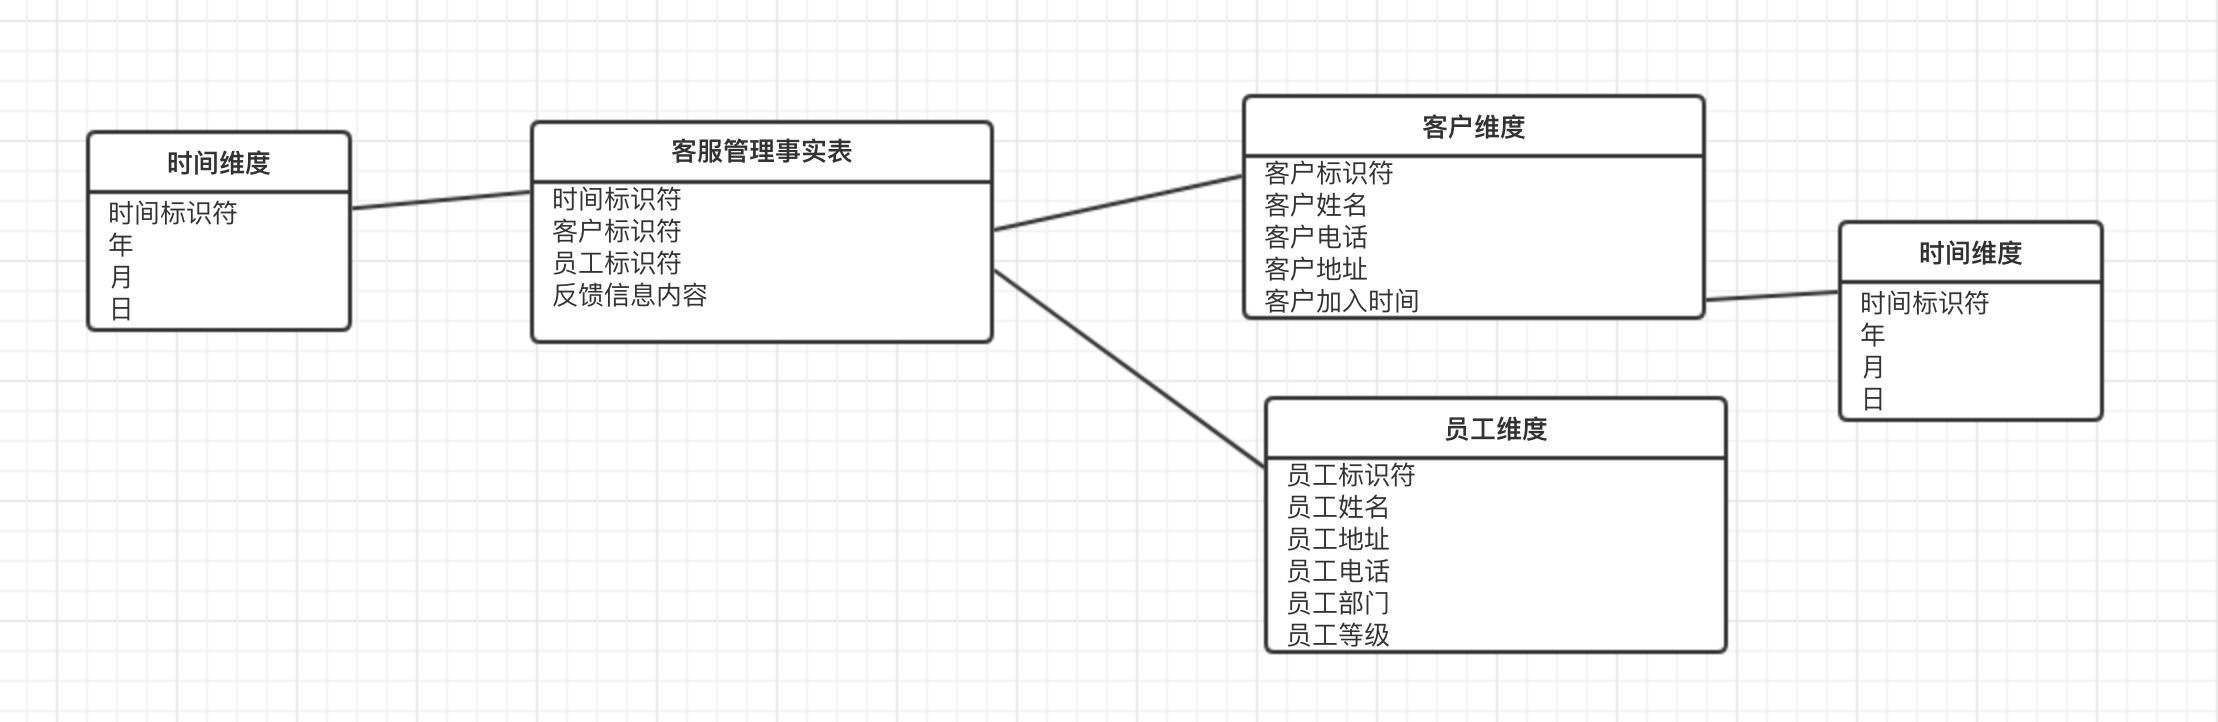 时间维度
时间标识符
年
月
日
客服管理事实表
时间标识符
客户标识符
员工标识符
反馈信息内容
客户维度
客户标识符
客户姓名
客户电话
客户地址
客户加入时间
员工维度
员工标识符
员工姓名
员工地址
员工电话
员工部门
员工等级
时间维度
时间标识符
年
月
日